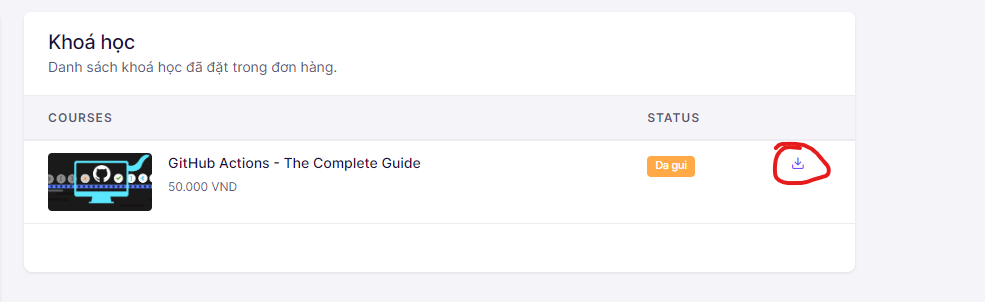 Khoá học
Danh sách khoá học đã đặt trong đơn hàng.
COURSES STATUS
GitHub Actions - The Complete Guide
Da gui
50.000 VND